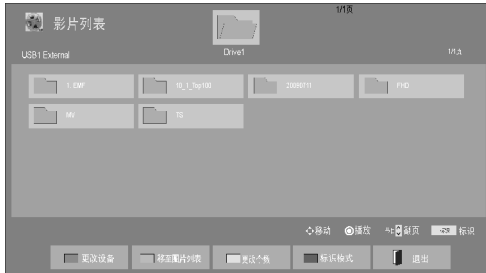 影片列表
1/1页
USB1 External
Drive1
1/1页
1. EMF
10_1_Top100
20080711
FHD
MV
TS
移动 播放 翻页 标识
更改设备
移至图片列表
更改个数
标识模式
退出